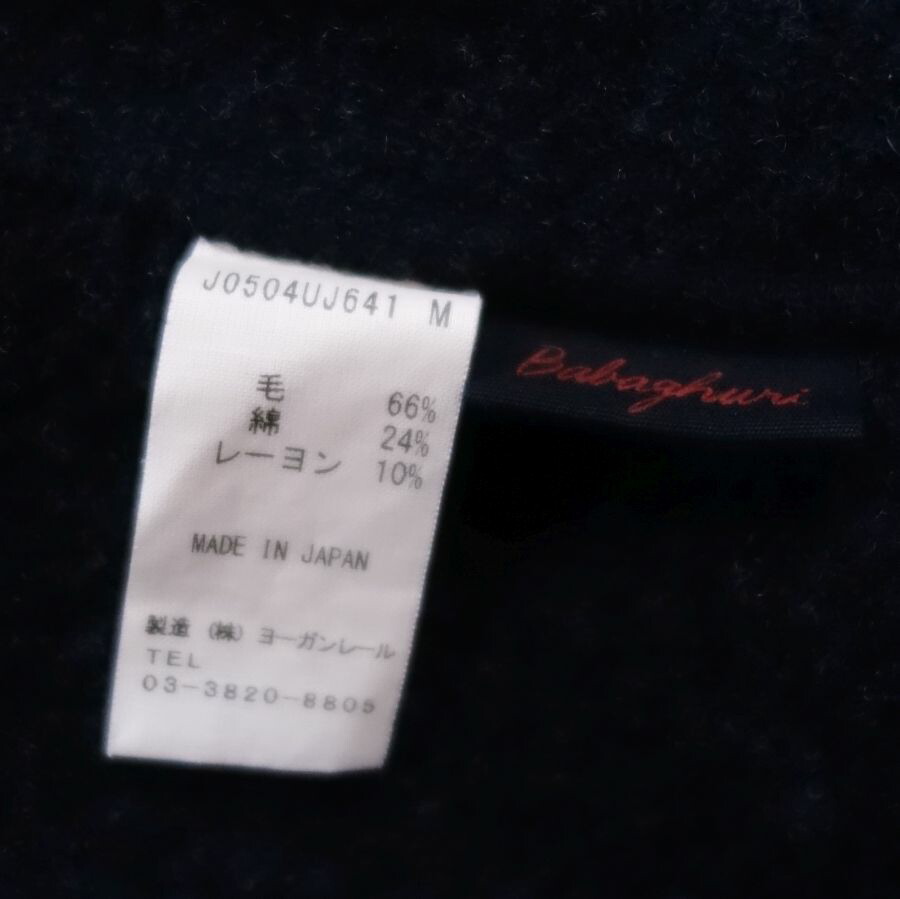 J0504UJ641 M
毛 66%
綿 24%
レーヨン 10%
MADE IN JAPAN
製造 (株) ヨーガンレール
TEL
03-3820-8805
Babaghuri